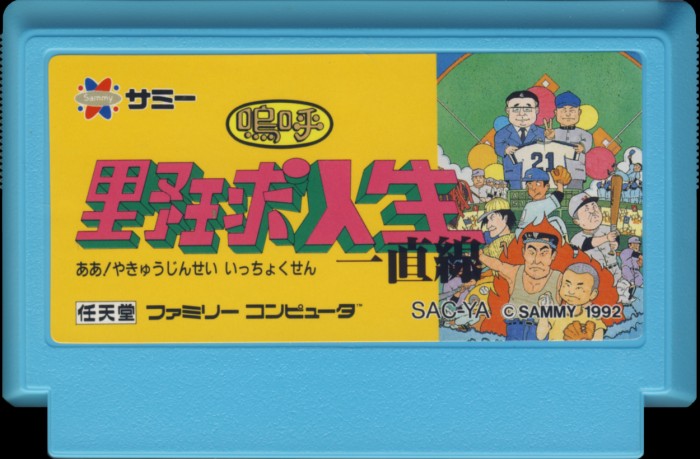 Sammy サミー
嗚呼
野球人生
一直線
ああ!やきゅうじんせい いっちょくせん
任天堂 ファミリー コンピュータ™
SAC-YA © SAMMY 1992
21